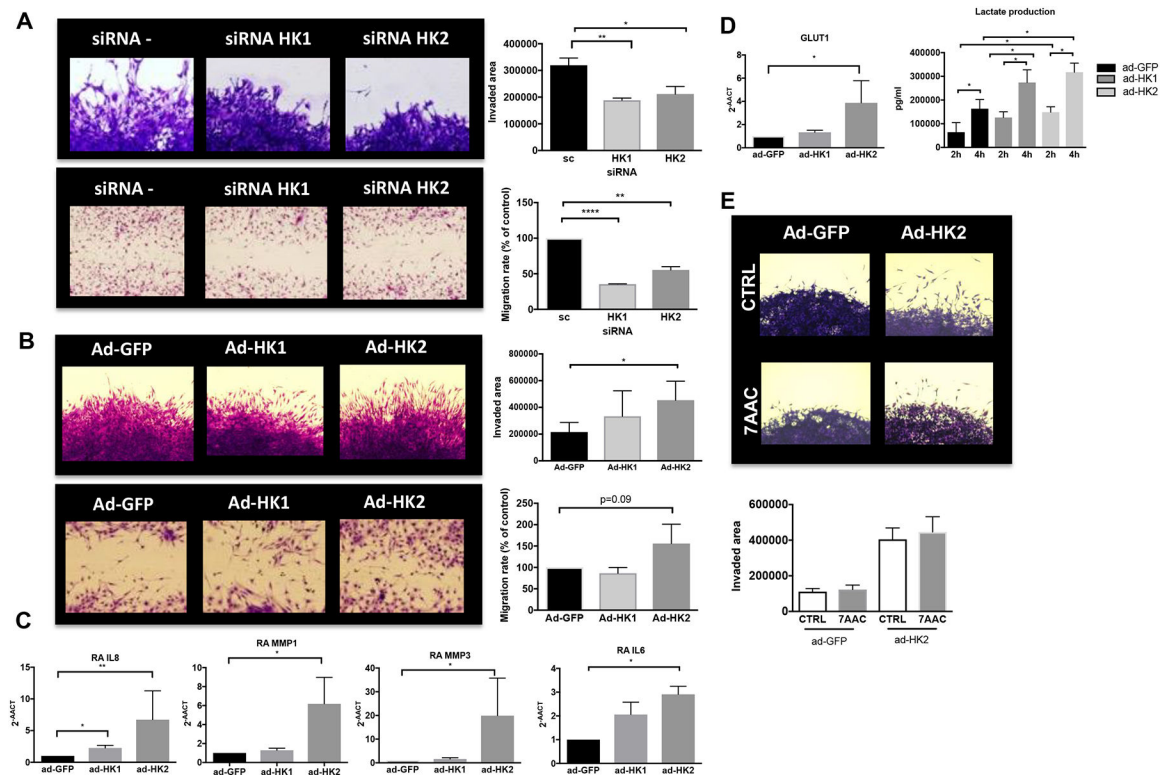 A
siRNA - siRNA HK1 siRNA HK2
Invaded area
400000
300000
200000
100000
0
*
**
sc HK1 HK2
siRNA
siRNA - siRNA HK1 siRNA HK2
Migration rate (% of control)
150
100
50
0
**
****
sc HK1 HK2
siRNA
B
Ad-GFP Ad-HK1 Ad-HK2
Invaded area
800000
600000
400000
200000
0
*
Ad-GFP Ad-HK1 Ad-HK2
Ad-GFP Ad-HK1 Ad-HK2
Migration rate (% of control)
250
200
150
100
50
0
p=0.09
Ad-GFP Ad-HK1 Ad-HK2
C
RA IL8
2-AACT
15
10
5
0
**
*
ad-GFP ad-HK1 ad-HK2
RA MMP1
2-AACT
10
8
6
4
2
0
*
ad-GFP ad-HK1 ad-HK2
RA MMP3
2-AACT
40
30
20
10
0
*
ad-GFP ad-HK1 ad-HK2
RA IL6
2-AACT
4
3
2
1
0
*
ad-GFP ad-HK1 ad-HK2
D
GLUT1
2-AACT
8
6
4
2
0
*
ad-GFP ad-HK1 ad-HK2
Lactate production
pg/ml
400000
300000
200000
100000
0
*
*
*
*
* *
2h 4h 2h 4h 2h 4h
ad-GFP
ad-HK1
ad-HK2
E
Ad-GFP Ad-HK2
CTRL
7AAC
Invaded area
600000
400000
200000
0
CTRL 7AAC CTRL 7AAC
ad-GFP ad-HK2